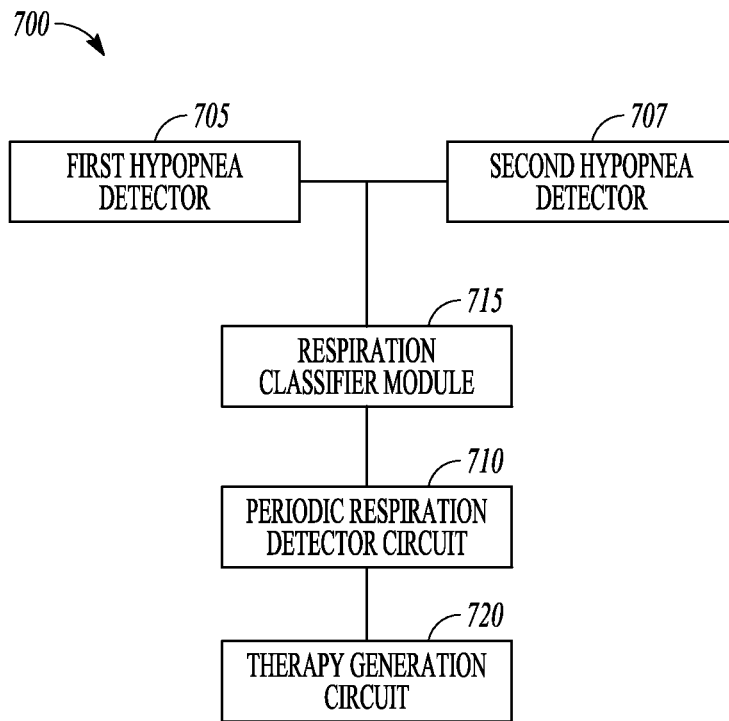 700
705
707
FIRST HYPOPNEA
DETECTOR
SECOND HYPOPNEA
DETECTOR
715
RESPIRATION
CLASSIFIER MODULE
710
PERIODIC RESPIRATION
DETECTOR CIRCUIT
720
THERAPY GENERATION
CIRCUIT